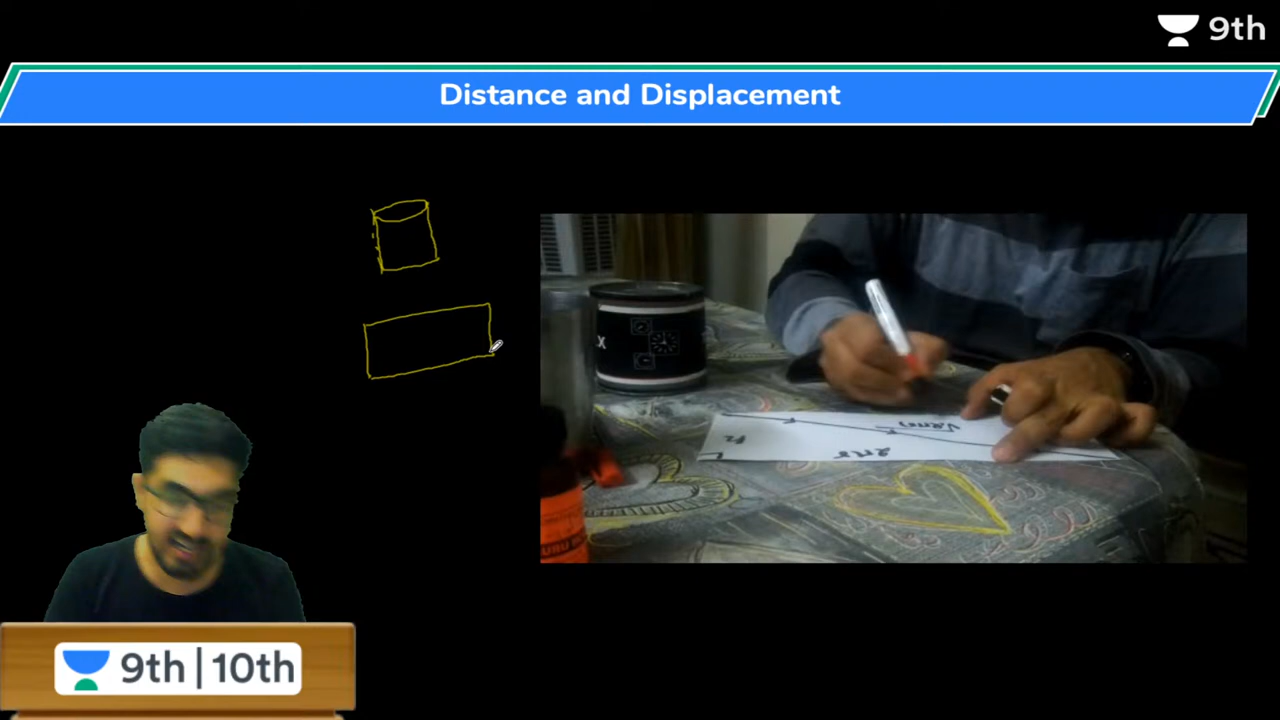 9th
Distance and Displacement
X
9th|10th